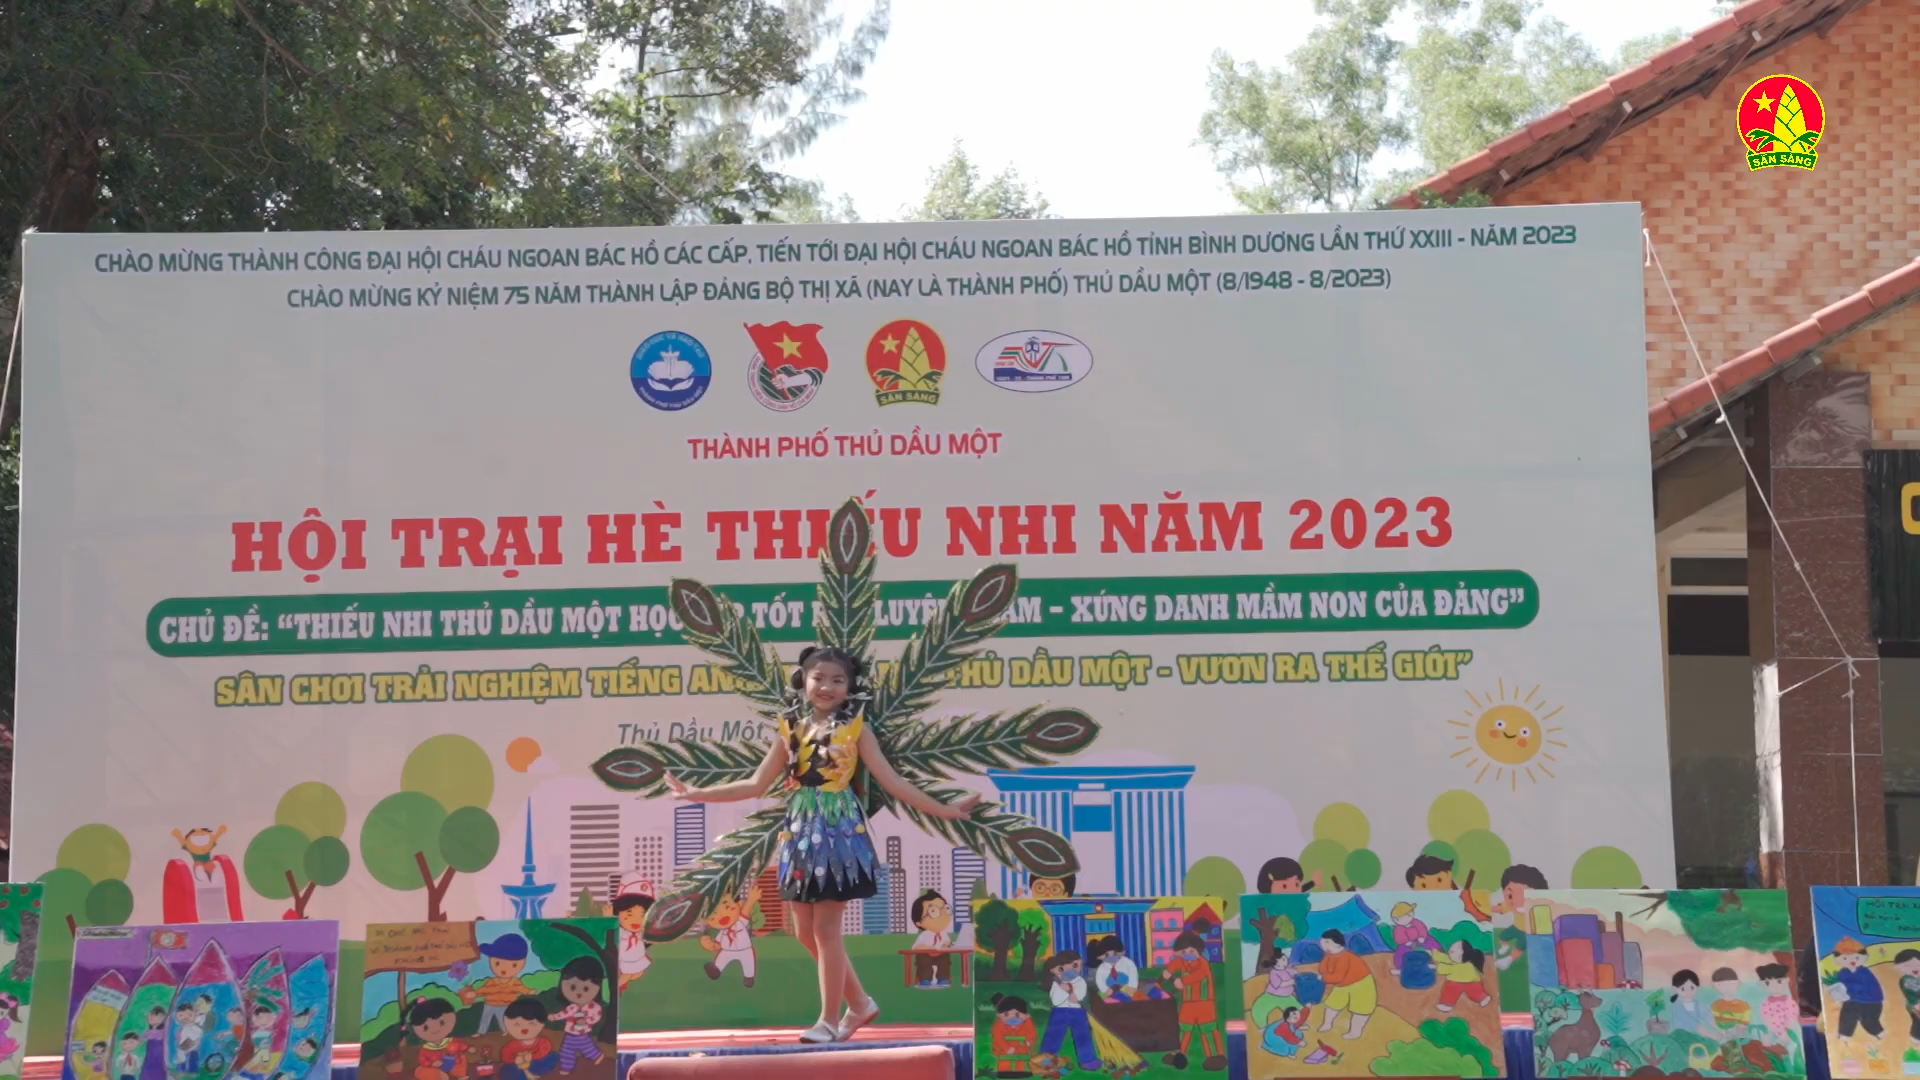 SẴN SÀNG
CHÀO MỪNG THÀNH CÔNG ĐẠI HỘI CHÁU NGOAN BÁC HỒ CÁC CẤP, TIẾN TỚI ĐẠI HỘI CHÁU NGOAN BÁC HỒ TỈNH BÌNH DƯƠNG LẦN THỨ XXIII - NĂM 2023
CHÀO MỪNG KỶ NIỆM 75 NĂM THÀNH LẬP ĐẢNG BỘ THỊ XÃ (NAY LÀ THÀNH PHỐ) THỦ DẦU MỘT (8/1948 - 8/2023)
SẴN SÀNG
THÀNH PHỐ THỦ DẦU MỘT
HỘI TRẠI HÈ THIẾU NHI NĂM 2023
CHỦ ĐỀ: “THIẾU NHI THỦ DẦU MỘT HỌC TỐT LUYỆN - XỨNG DANH MẦM NON CỦA ĐẢNG”
SÂN CHƠI TRẢI NGHIỆM TIẾNG ANH THỦ DẦU MỘT - VƯƠN RA THẾ GIỚI”
Thủ Dầu Một,